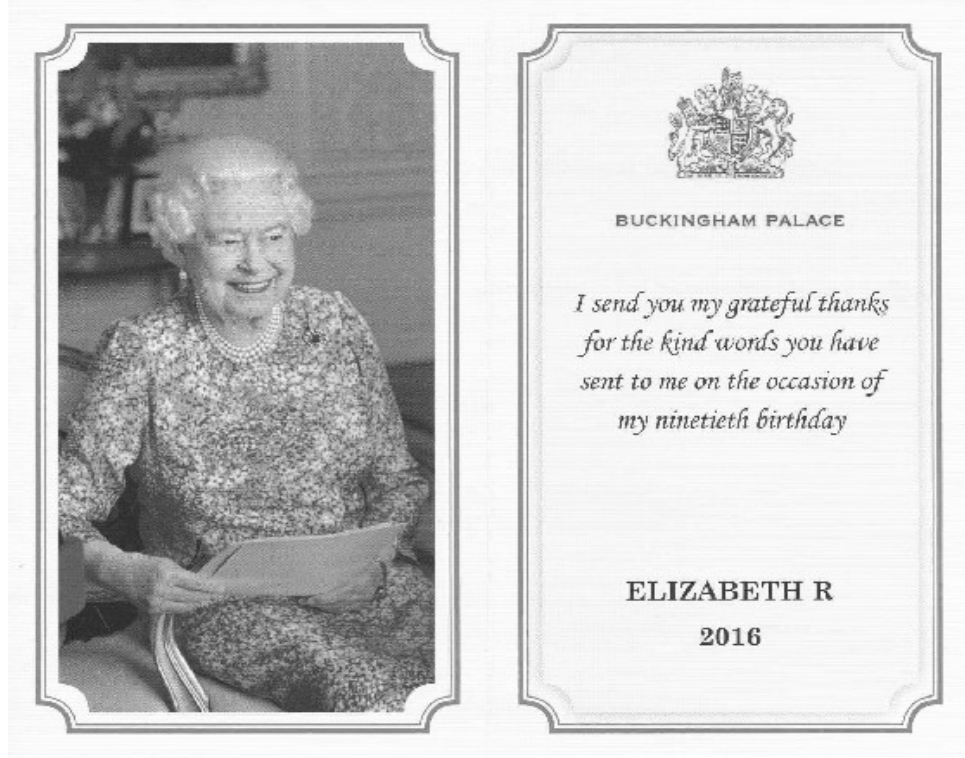 BUCKINGHAM PALACE
I send you my grateful thanks
for the kind words you have
sent to me on the occasion of
my ninetieth birthday
ELIZABETH R
2016